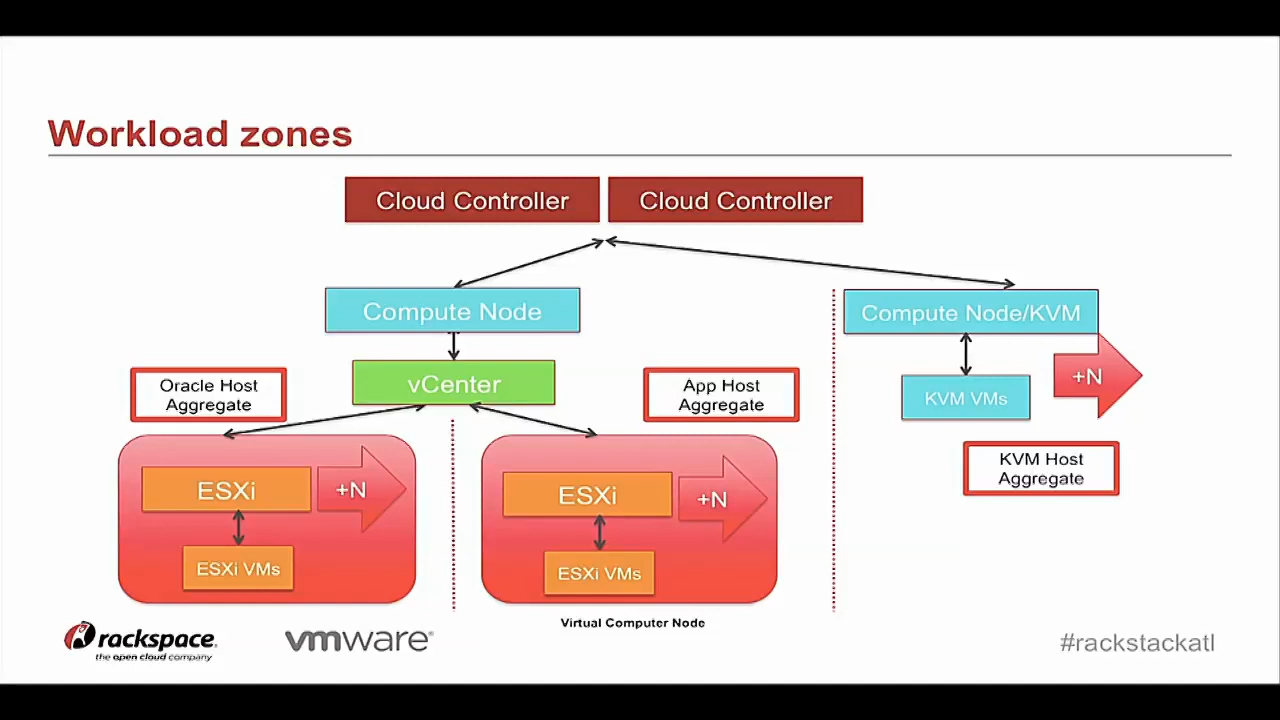 Workload zones
Cloud Controller
Cloud Controller
Compute Node
Compute Node/KVM
vCenter
Oracle Host
Aggregate
App Host
Aggregate
+N
KVM VMs
KVM Host
Aggregate
ESXi
+N
ESXi VMs
ESXi
+N
ESXi VMs
Virtual Computer Node
rackspace.
the open cloud company
vmware®
#rackstackatl